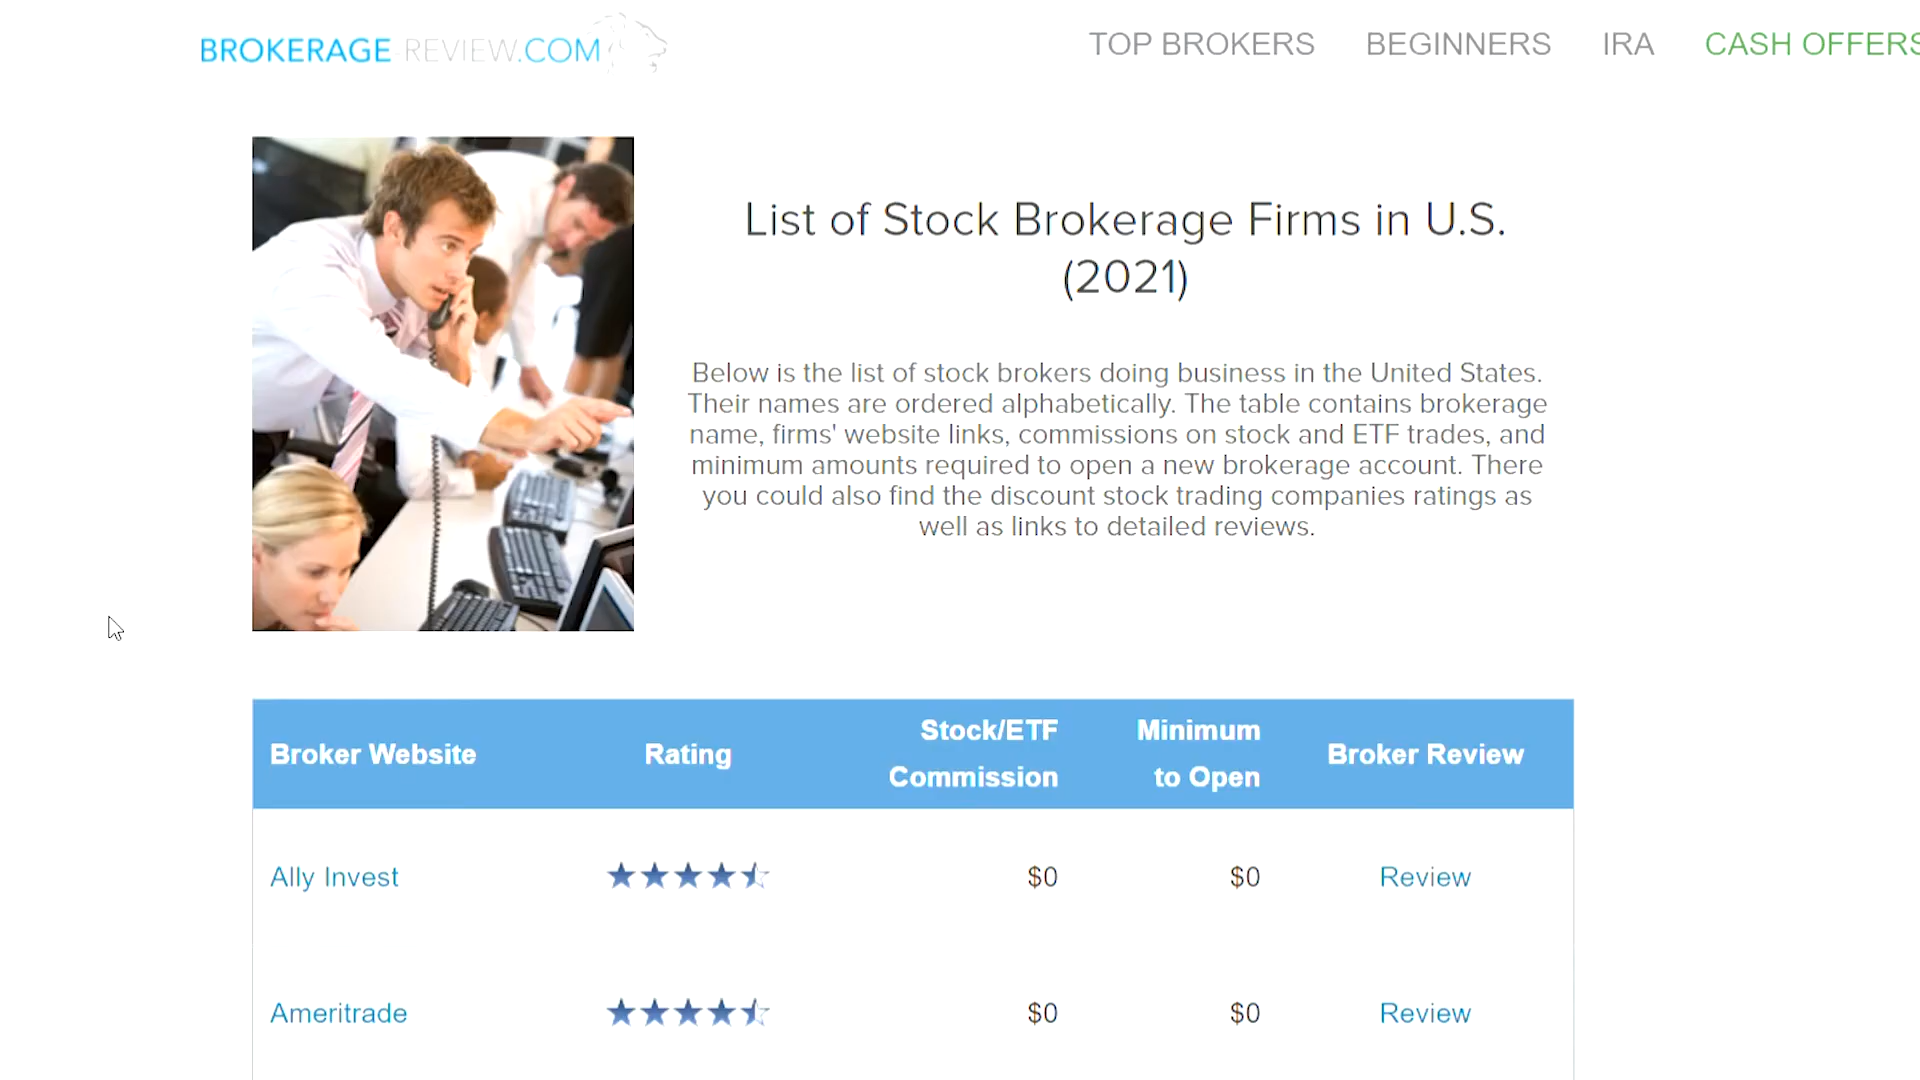 BROKERAGE-REVIEW.COM
TOP BROKERS BEGINNERS IRA CASH OFFERS
List of Stock Brokerage Firms in U.S.
(2021)
Below is the list of stock brokers doing business in the United States.
Their names are ordered alphabetically. The table contains brokerage
name, firms' website links, commissions on stock and ETF trades, and
minimum amounts required to open a new brokerage account. There
you could also find the discount stock trading companies ratings as
well as links to detailed reviews.
Broker Website Rating Stock/ETF Commission Minimum to Open Broker Review
Ally Invest $0 $0 Review
Ameritrade $0 $0 Review